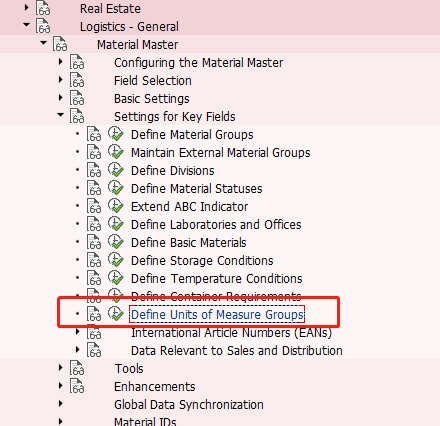 Real Estate
Logistics - General
Material Master
Configuring the Material Master
Field Selection
Basic Settings
Settings for Key Fields
Define Material Groups
Maintain External Material Groups
Define Divisions
Define Material Statuses
Extend ABC Indicator
Define Laboratories and Offices
Define Basic Materials
Define Storage Conditions
Define Temperature Conditions
Define Container Requirements
Define Units of Measure Groups
International Article Numbers (EANs)
Data Relevant to Sales and Distribution
Tools
Enhancements
Global Data Synchronization
Material IDs